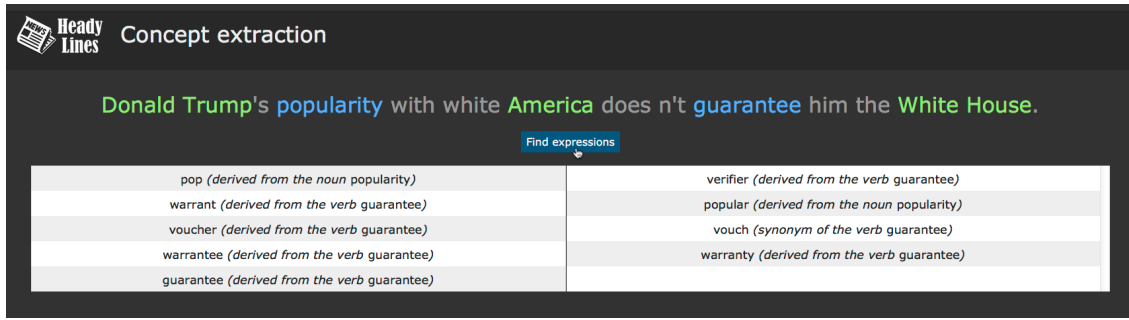 NEWS
Heady
Lines
Concept extraction
Donald Trump's popularity with white America does n't guarantee him the White House.
Find expressions
pop (derived from the noun popularity)
verifier (derived from the verb guarantee)
warrant (derived from the verb guarantee)
popular (derived from the noun popularity)
voucher (derived from the verb guarantee)
vouch (synonym of the verb guarantee)
warrantee (derived from the verb guarantee)
warranty (derived from the verb guarantee)
guarantee (derived from the verb guarantee)